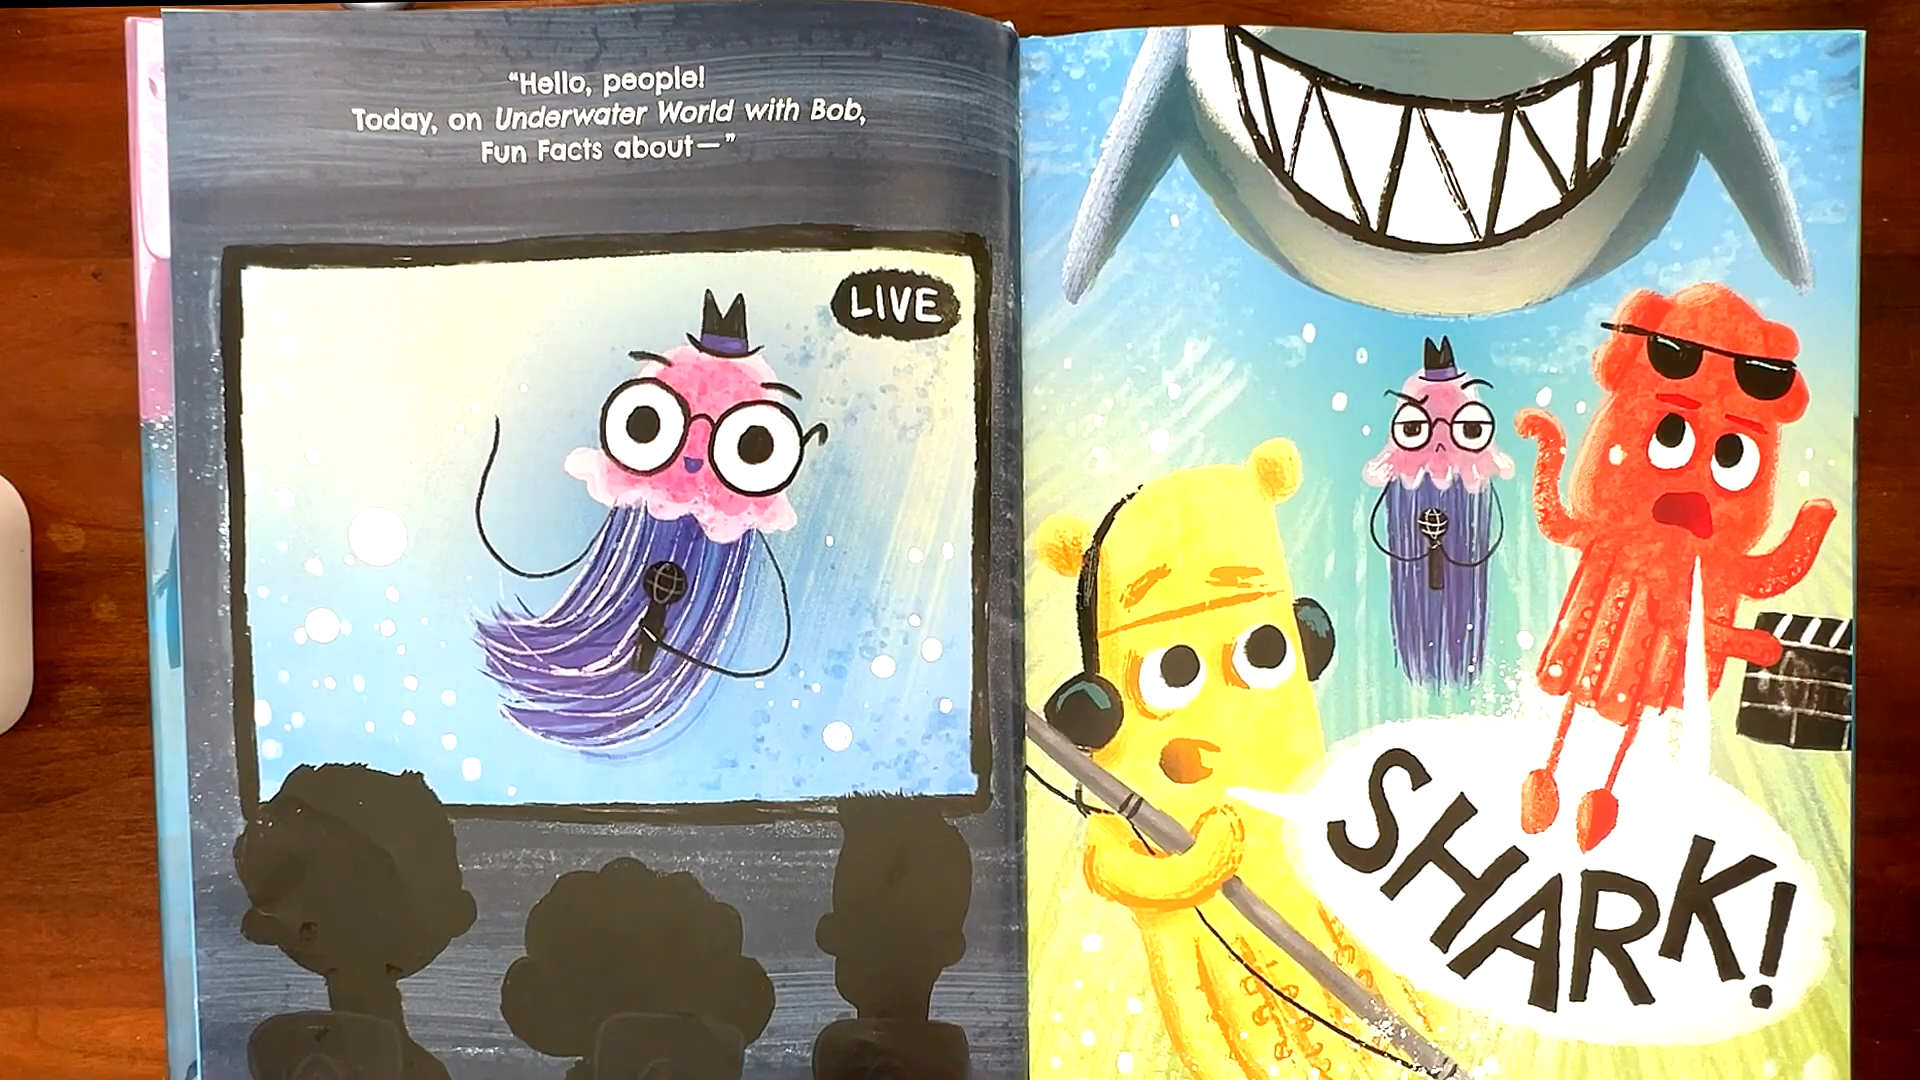 “Hello, people!
Today, on Underwater World with Bob,
Fun Facts about—”
LIVE
SHARK!